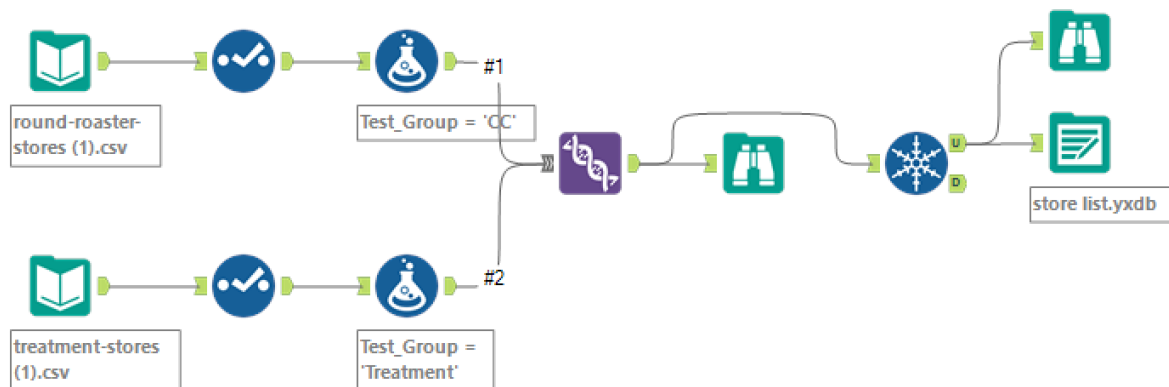 round-roaster-
stores (1).csv
Test_Group = 'CC'
#1
U
D
store list.yxdb
#2
treatment-stores
(1).csv
Test_Group =
'Treatment'